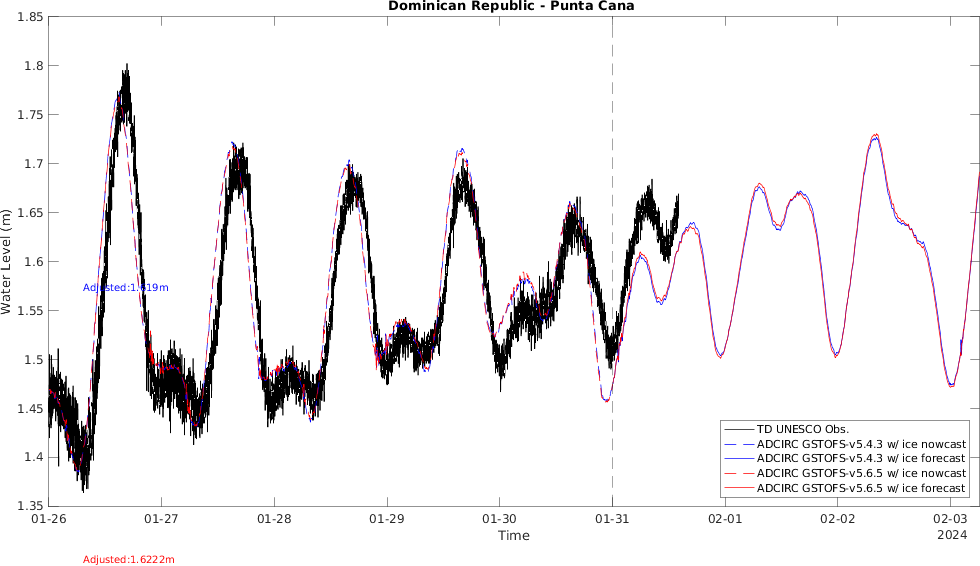 Dominican Republic - Punta Cana
1.85
1.8
1.75
1.7
1.65
1.6
1.55
1.5
1.45
1.4
1.35
Water Level (m)
Adjusted:1.619m
TD UNESCO Obs.
ADCIRC GSTOFS-v5.4.3 w/ ice nowcast
ADCIRC GSTOFS-v5.4.3 w/ ice forecast
ADCIRC GSTOFS-v5.6.5 w/ ice nowcast
ADCIRC GSTOFS-v5.6.5 w/ ice forecast
01-26 01-27 01-28 01-29 01-30 01-31 02-01 02-02 02-03
2024
Time
Adjusted:1.6222m